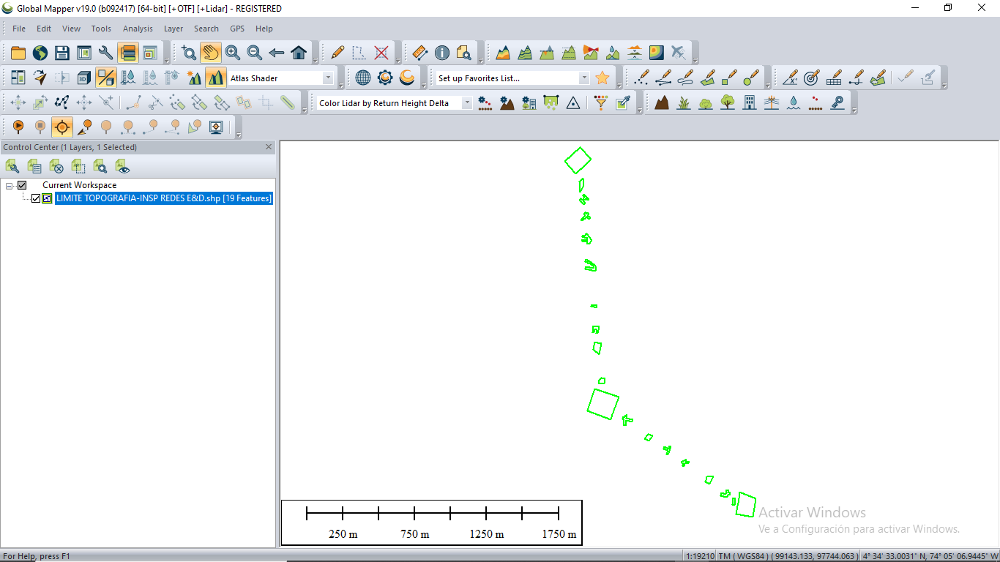 Global Mapper v19.0 (b092417) [64-bit] [+OTF] [+Lidar] - REGISTERED
File Edit View Tools Analysis Layer Search GPS Help
Atlas Shader
Set up Favorites List...
Color Lidar by Return Height Delta
Control Center (1 Layers, 1 Selected)
Current Workspace
LIMITE TOPOGRAFIA-INSP REDES E&D.shp [19 Features]
250 m 750 m 1250 m 1750 m
Activar Windows
Ve a Configuración para activar Windows.
For Help, press F1
1:19210 TM ( WGS84 ) ( 99143.133, 97744.063 ) 4° 34' 33.0031" N, 74° 05' 06.9445" W